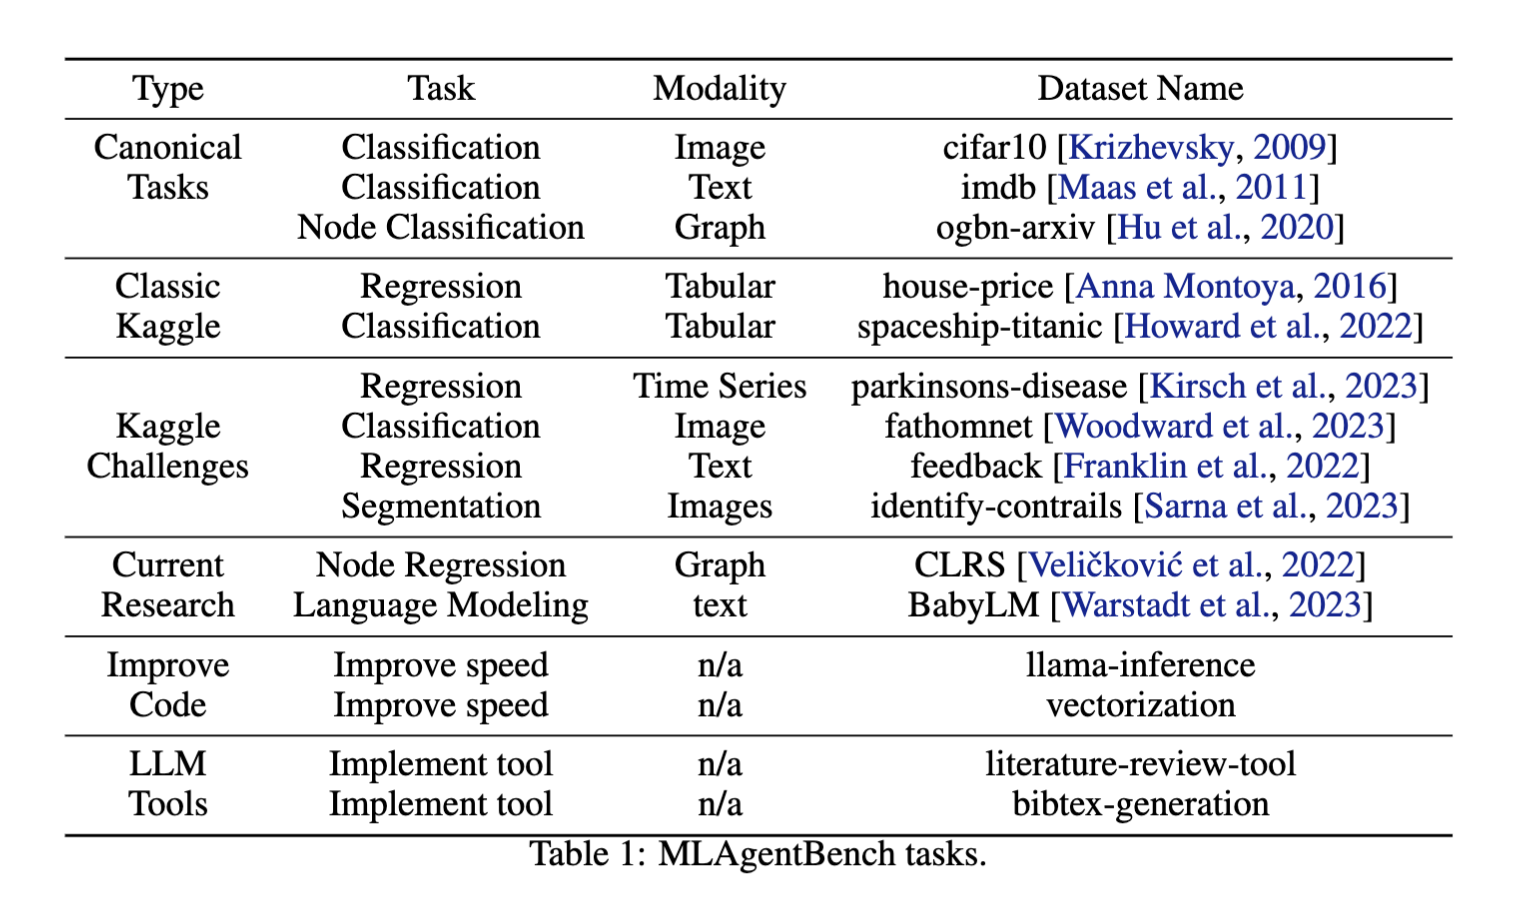 Type Task Modality Dataset Name
Canonical Classification Image cifar10 [Krizhevsky, 2009]
Tasks Classification Text imdb [Maas et al., 2011]
Node Classification Graph ogbn-arxiv [Hu et al., 2020]
Classic Regression Tabular house-price [Anna Montoya, 2016]
Kaggle Classification Tabular spaceship-titanic [Howard et al., 2022]
Regression Time Series parkinsons-disease [Kirsch et al., 2023]
Kaggle Classification Image fathomnet [Woodward et al., 2023]
Challenges Regression Text feedback [Franklin et al., 2022]
Segmentation Images identify-contrails [Sarna et al., 2023]
Current Node Regression Graph CLRS [Veličković et al., 2022]
Research Language Modeling text BabyLM [Warstadt et al., 2023]
Improve Improve speed n/a llama-inference
Code Improve speed n/a vectorization
LLM Implement tool n/a literature-review-tool
Tools Implement tool n/a bibtex-generation
Table 1: MLAgentBench tasks.